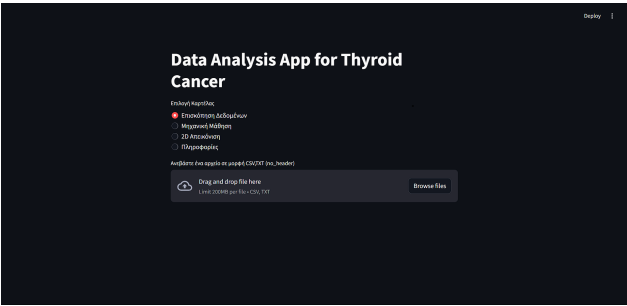 Deploy
Data Analysis App for Thyroid
Cancer
Επιλογή Καρτέλας
Επισκόπηση Δεδομένων
Μηχανική Μάθηση
2D Απεικόνιση
Πληροφορίες
Ανεβάστε ένα αρχείο σε μορφή CSV/TXT (no_header)
Drag and drop file here
Limit 200MB per file • CSV, TXT
Browse files